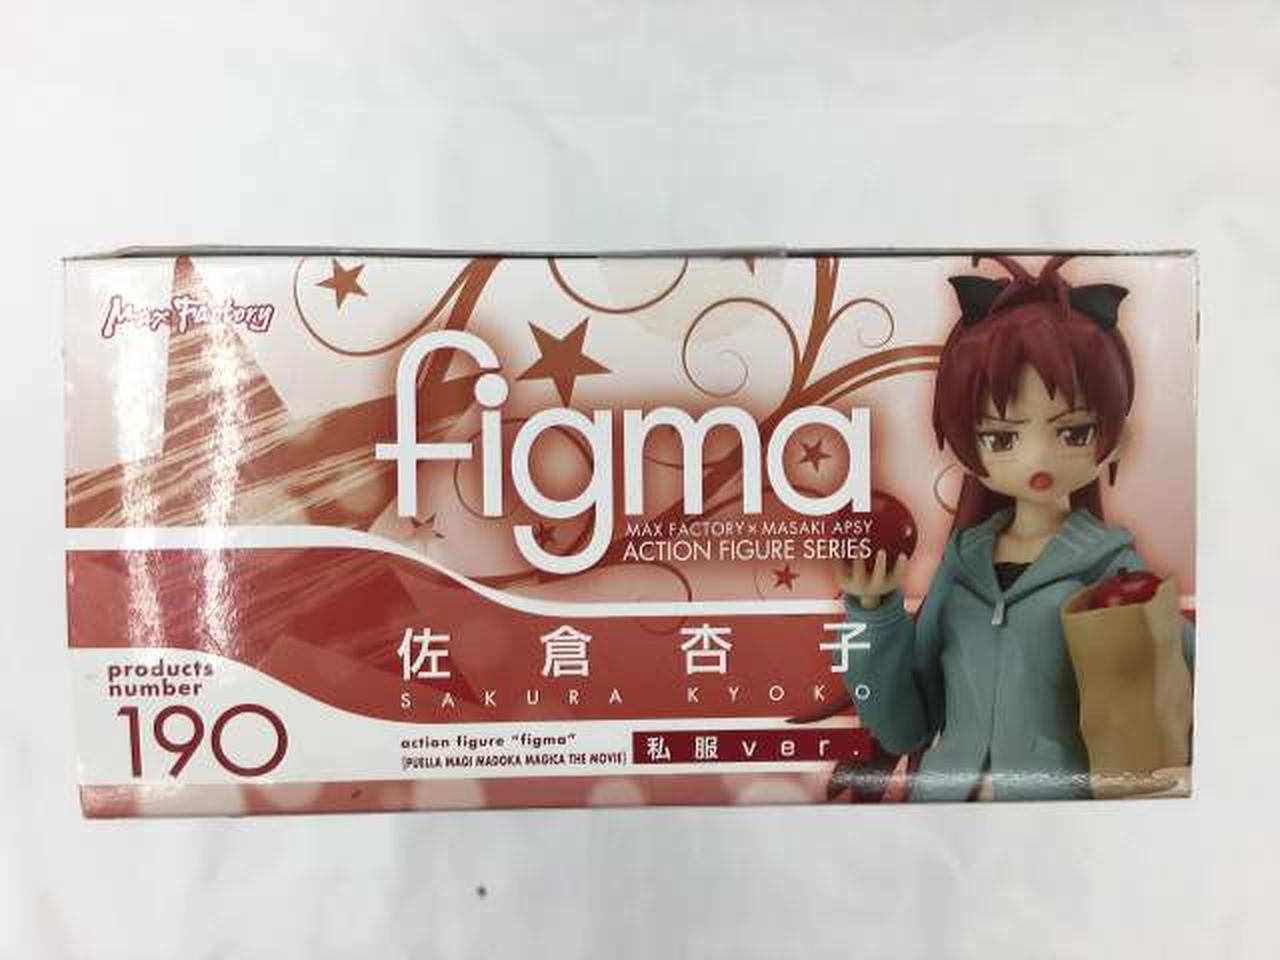 Max Factory
figma
MAX FACTORY×MASAKI APSY
ACTION FIGURE SERIES
佐倉杏子
SAKURA KYOKO
products
number
190
action figure "figma"
[PUELLA MAGI MADOKA MAGICA THE MOVIE]
私服ver.